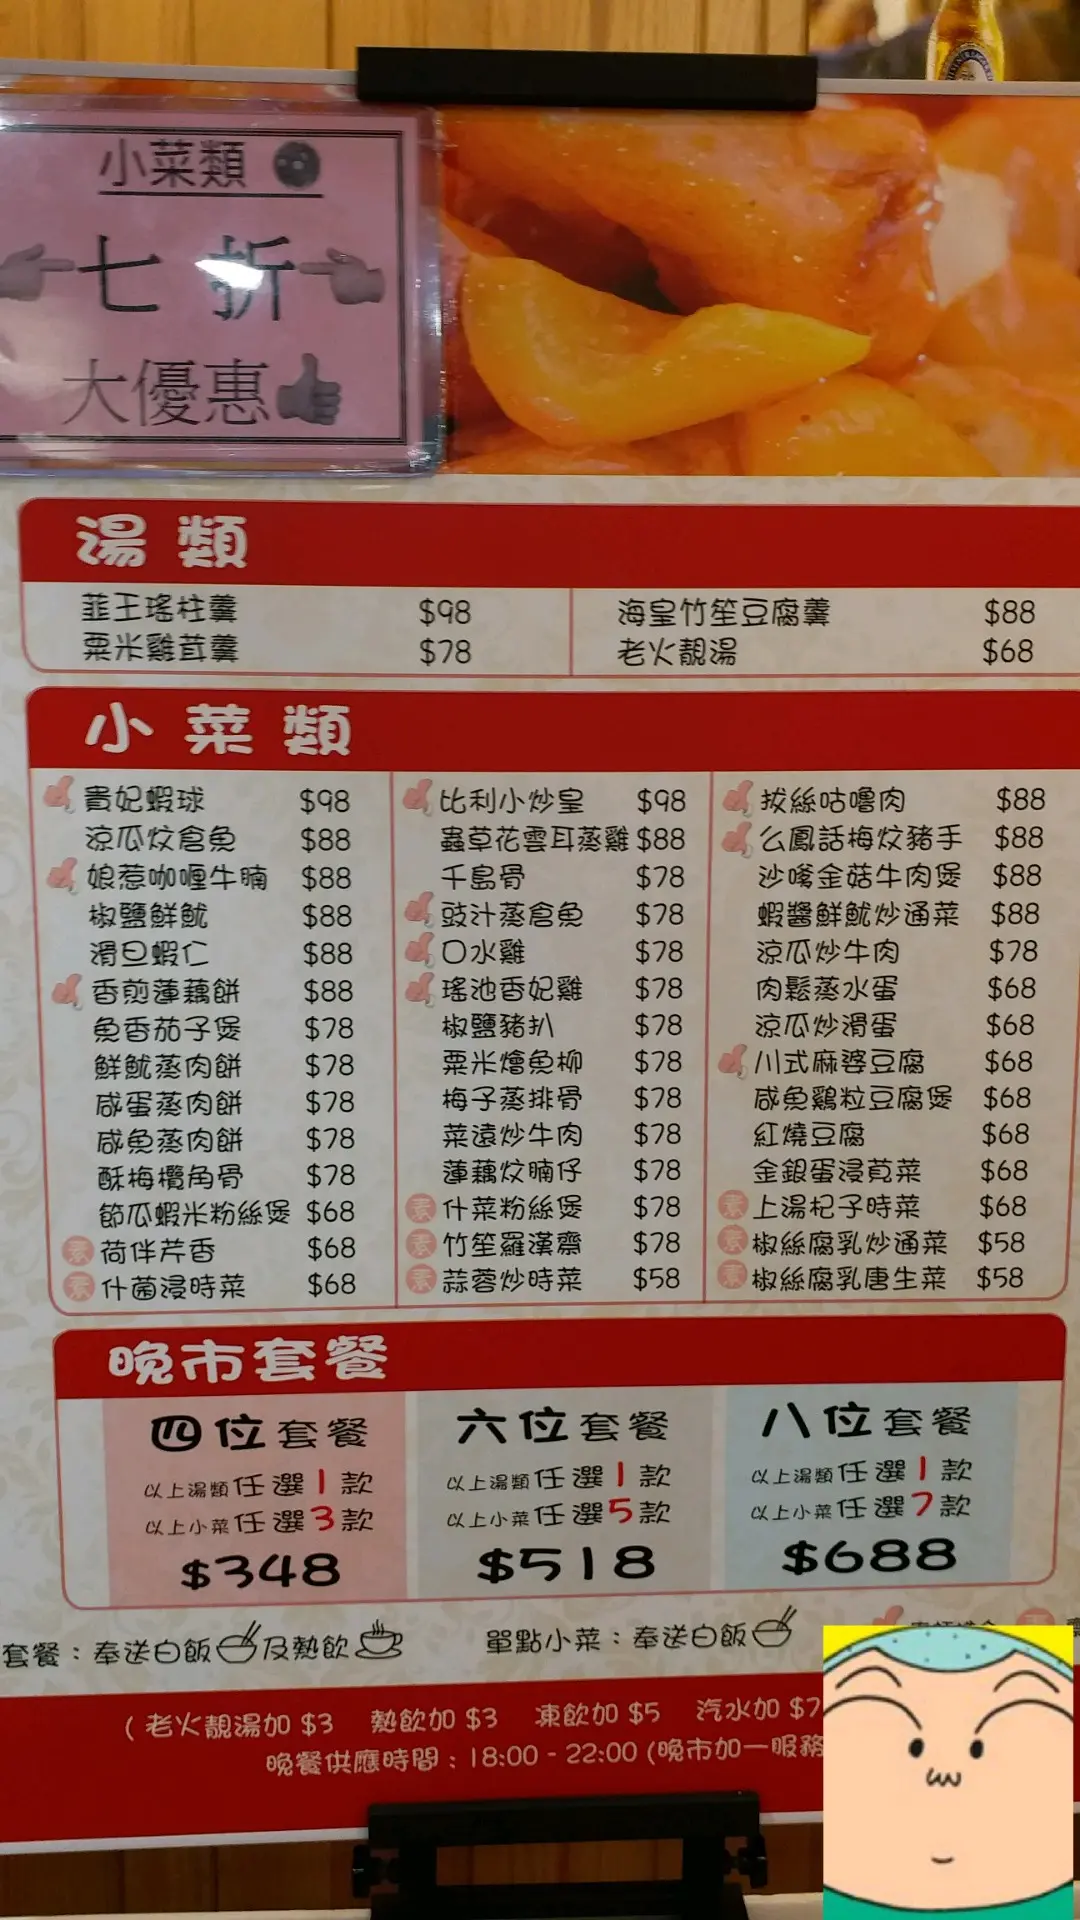 小菜類
七折
大優惠
湯類
韮王瑤柱羹 $98
粟米雞茸羹 $78
海皇竹笙豆腐羹 $88
老火靚湯 $68
小菜類
貴妃蝦球 $98
涼瓜炆倉魚 $88
娘惹咖喱牛腩 $88
椒鹽鮮魷 $88
滑旦蝦仁 $88
香煎蓮藕餅 $88
魚香茄子煲 $78
鮮魷蒸肉餅 $78
咸蛋蒸肉餅 $78
咸魚蒸肉餅 $78
酥梅欖角骨 $78
節瓜蝦米粉絲煲 $68
素 荷伴芹香 $68
素 什菌浸時菜 $68
比利小炒皇 $98
蟲草花雲耳蒸雞 $88
千島骨 $78
豉汁蒸倉魚 $78
口水雞 $78
瑤池香妃雞 $78
椒鹽豬扒 $78
粟米燴魚柳 $78
梅子蒸排骨 $78
菜遠炒牛肉 $78
蓮藕炆腩仔 $78
素 什菜粉絲煲 $78
素 竹笙羅漢齋 $78
素 蒜蓉炒時菜 $58
拔絲咕嚕肉 $88
么鳳話梅炆豬手 $88
沙嗲金菇牛肉煲 $88
蝦醬鮮魷炒通菜 $88
涼瓜炒牛肉 $78
肉鬆蒸水蛋 $68
涼瓜炒滑蛋 $68
川式麻婆豆腐 $68
咸魚鷄粒豆腐煲 $68
紅燒豆腐 $68
金銀蛋浸莧菜 $68
素 上湯杞子時菜 $68
素 椒絲腐乳炒通菜 $58
素 椒絲腐乳唐生菜 $58
晚市套餐
四位套餐
以上湯類任選1款
以上小菜任選3款
$348
六位套餐
以上湯類任選1款
以上小菜任選5款
$518
八位套餐
以上湯類任選1款
以上小菜任選7款
$688
套餐：奉送白飯及熱飲
單點小菜：奉送白飯
(老火靚湯加 $3 熱飲加 $3 凍飲加 $5 汽水加 $7
晚餐供應時間：18:00 - 22:00 (晚市加一服務